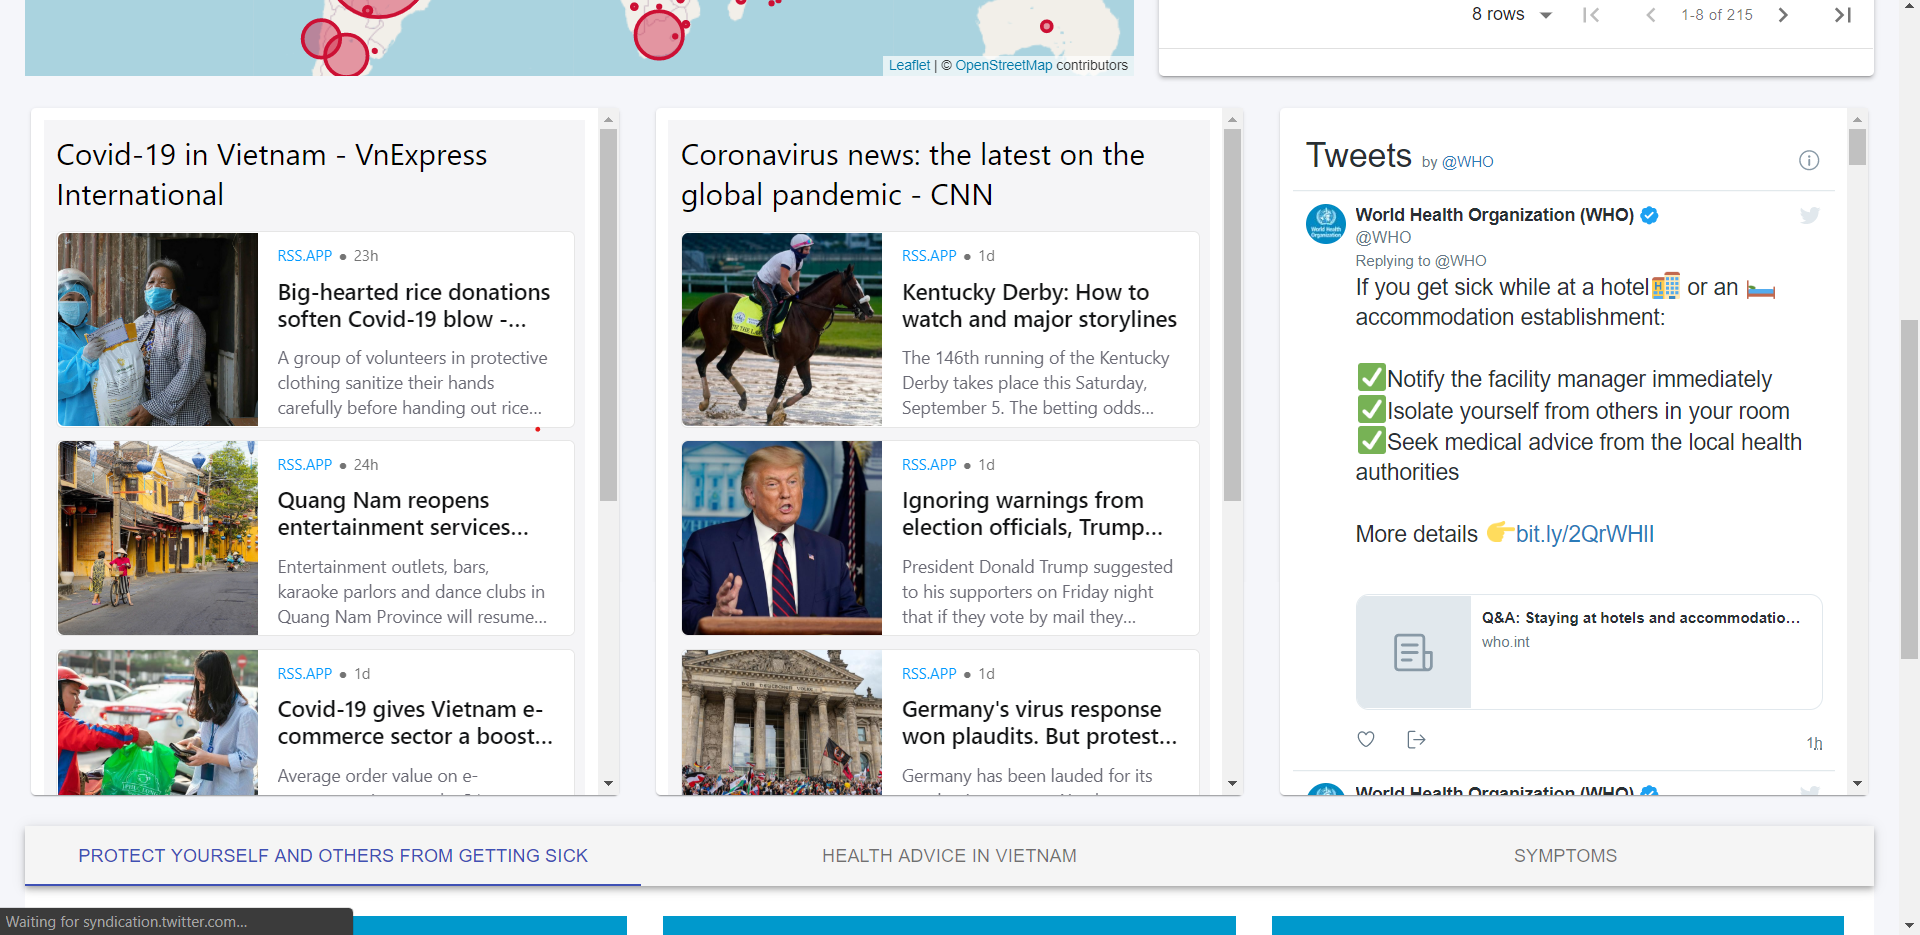 8 rows
1-8 of 215
Leaflet | © OpenStreetMap contributors
Covid-19 in Vietnam - VnExpress
International
RSS.APP ● 23h
Big-hearted rice donations
soften Covid-19 blow -...
A group of volunteers in protective
clothing sanitize their hands
carefully before handing out rice...
RSS.APP ● 24h
Quang Nam reopens
entertainment services...
Entertainment outlets, bars,
karaoke parlors and dance clubs in
Quang Nam Province will resume...
RSS.APP ● 1d
Covid-19 gives Vietnam e-
commerce sector a boost...
Average order value on e-
Coronavirus news: the latest on the
global pandemic - CNN
RSS.APP ● 1d
Kentucky Derby: How to
watch and major storylines
The 146th running of the Kentucky
Derby takes place this Saturday,
September 5. The betting odds...
RSS.APP ● 1d
Ignoring warnings from
election officials, Trump...
President Donald Trump suggested
to his supporters on Friday night
that if they vote by mail they...
RSS.APP ● 1d
Germany's virus response
won plaudits. But protest...
Germany has been lauded for its
Tweets by @WHO
World Health Organization (WHO)
@WHO
Replying to @WHO
If you get sick while at a hotel🏨 or an 🛏️
accommodation establishment:
✅Notify the facility manager immediately
✅Isolate yourself from others in your room
✅Seek medical advice from the local health
authorities
More details 👉bit.ly/2QrWHlI
Q&A: Staying at hotels and accommodatio...
who.int
1h
World Health Organization (WHO)
PROTECT YOURSELF AND OTHERS FROM GETTING SICK
HEALTH ADVICE IN VIETNAM
SYMPTOMS
Waiting for syndication.twitter.com...